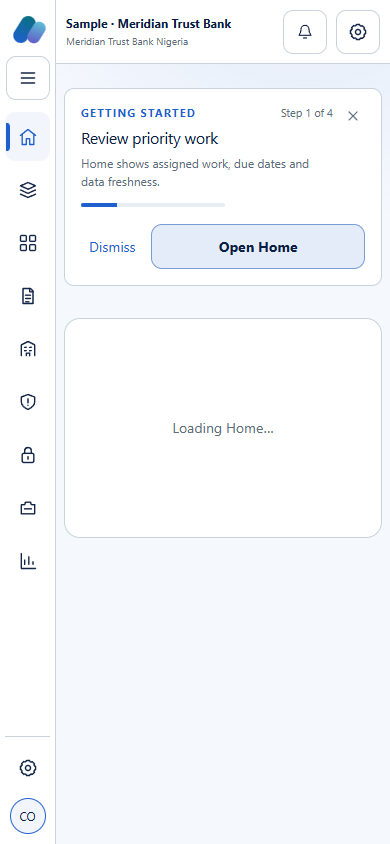 Sample · Meridian Trust Bank
Meridian Trust Bank Nigeria
GETTING STARTED
Step 1 of 4
Review priority work
Home shows assigned work, due dates and
data freshness.
Dismiss
Open Home
Loading Home...
CO